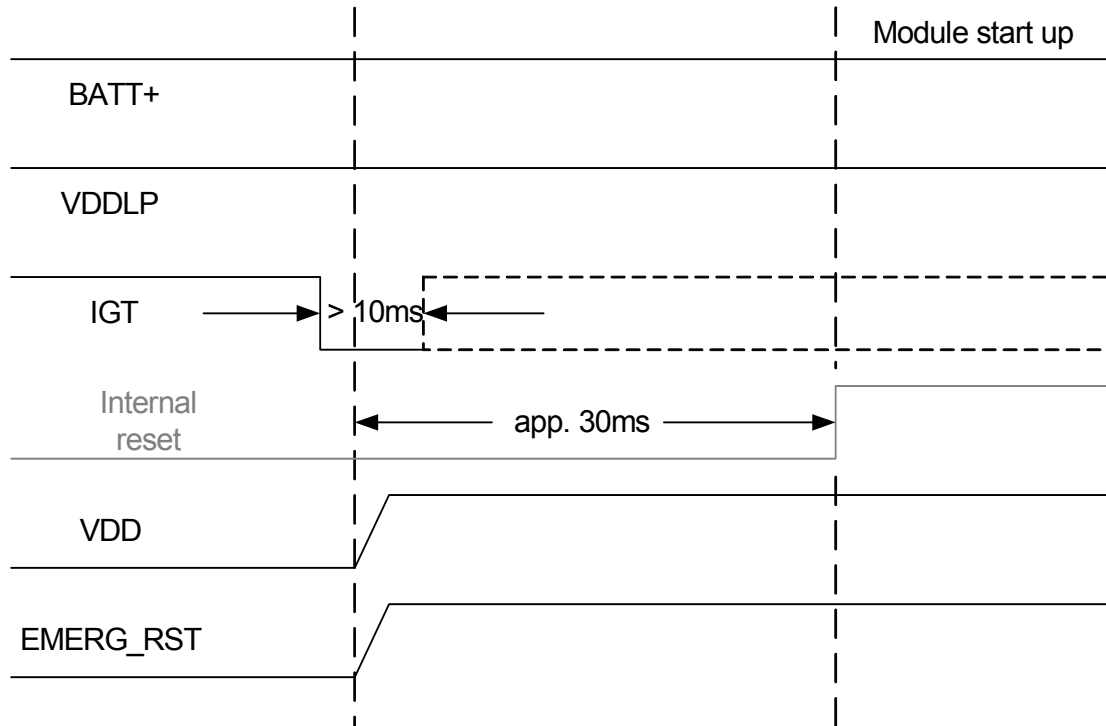 Module start up
BATT+
VDDLP
IGT
> 10ms
Internal
reset
app. 30ms
VDD
EMERG_RST